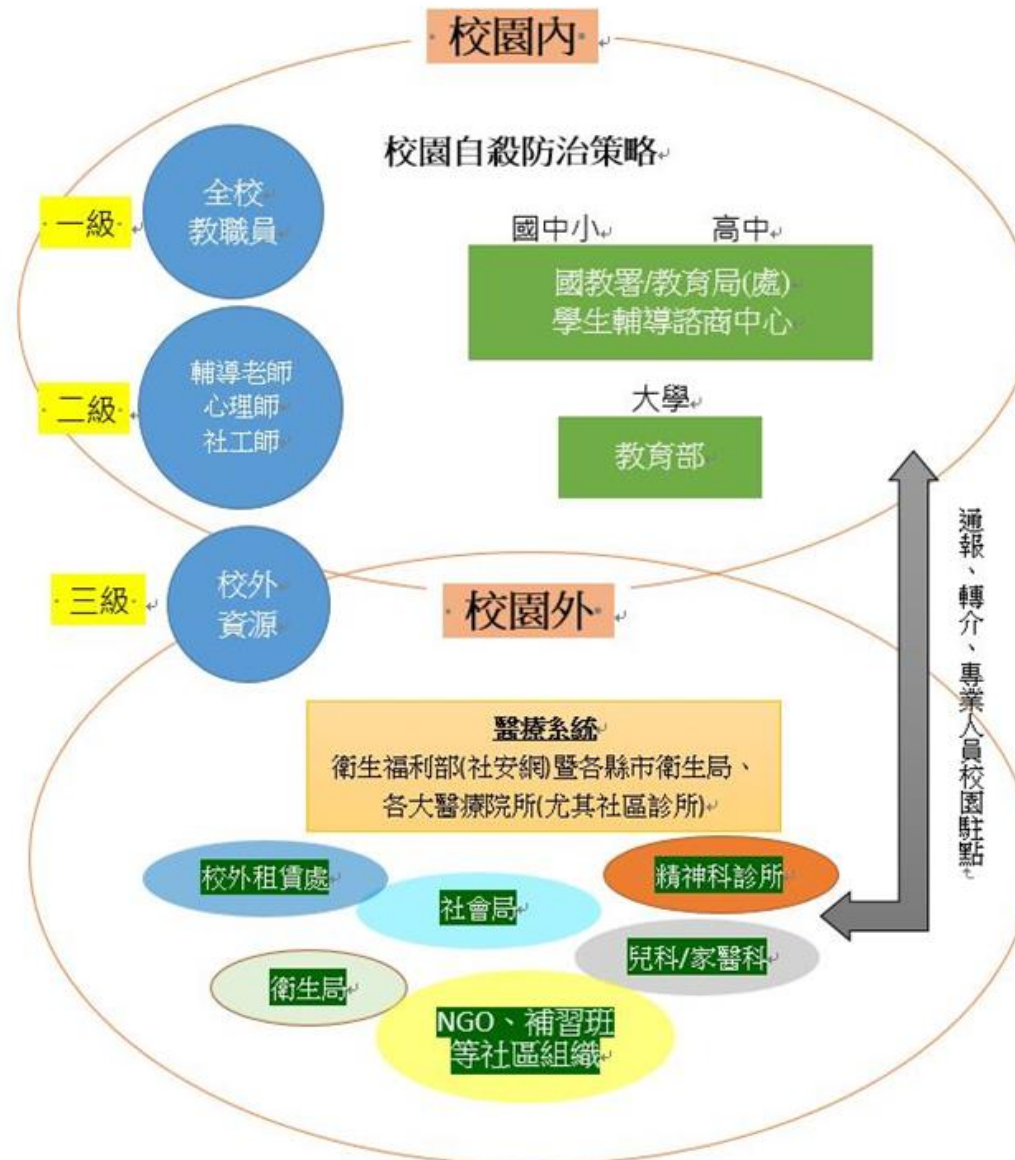 校園內
校園自殺防治策略
一級
全校
教職員
國中小
高中
國教署/教育局(處)
學生輔導諮商中心
二級
輔導老師
心理師
社工師
大學
教育部
通報、轉介、專業人員校園駐點
三級
校外
資源
校園外
醫療系統
衛生福利部(社安網)暨各縣市衛生局、
各大醫療院所(尤其社區診所)
校外租賃處
社會局
精神科診所
兒科/家醫科
衛生局
NGO、補習班
等社區組織